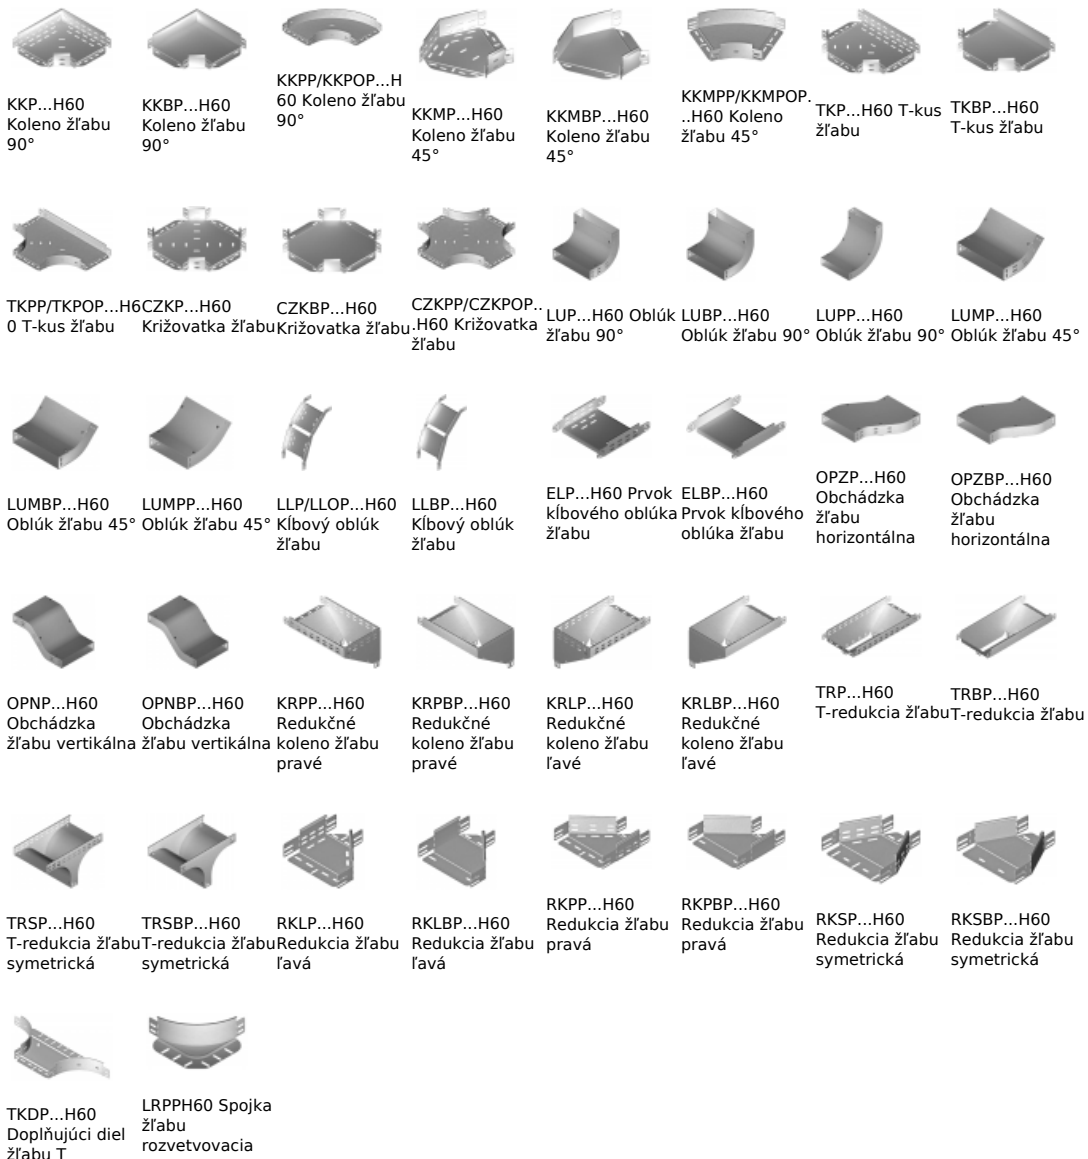 KKP...H60
Koleno žľabu
90°
KKBP...H60
Koleno žľabu
90°
KKPP/KKPOP...H
60 Koleno žľabu
90°
KKMP...H60
Koleno žľabu
45°
KKMBP...H60
Koleno žľabu
45°
KKMPP/KKMPOP.
..H60 Koleno
žľabu 45°
TKP...H60 T-kus
žľabu
TKBP...H60
T-kus žľabu
TKPP/TKPOP...H6
0 T-kus žľabu
CZKP...H60
Križovatka žľabu
CZKBP...H60
Križovatka žľabu
CZKPP/CZKPOP..
.H60 Križovatka
žľabu
LUP...H60 Oblúk
žľabu 90°
LUBP...H60
Oblúk žľabu 90°
LUPP...H60
Oblúk žľabu 90°
LUMP...H60
Oblúk žľabu 45°
LUMBP...H60
Oblúk žľabu 45°
LUMPP...H60
Oblúk žľabu 45°
LLP/LLOP...H60
Kĺbový oblúk
žľabu
LLBP...H60
Kĺbový oblúk
žľabu
ELP...H60 Prvok
kĺbového oblúka
žľabu
ELBP...H60
Prvok kĺbového
oblúka žľabu
OPZP...H60
Obchádzka
žľabu
horizontálna
OPZBP...H60
Obchádzka
žľabu
horizontálna
OPNP...H60
Obchádzka
žľabu vertikálna
OPNBP...H60
Obchádzka
žľabu vertikálna
KRPP...H60
Redukčné
koleno žľabu
pravé
KRPBP...H60
Redukčné
koleno žľabu
pravé
KRLP...H60
Redukčné
koleno žľabu
ľavé
KRLBP...H60
Redukčné
koleno žľabu
ľavé
TRP...H60
T-redukcia žľabu
TRBP...H60
T-redukcia žľabu
TRSP...H60
T-redukcia žľabu
symetrická
TRSBP...H60
T-redukcia žľabu
symetrická
RKLP...H60
Redukcia žľabu
ľavá
RKLBP...H60
Redukcia žľabu
ľavá
RKPP...H60
Redukcia žľabu
pravá
RKPBP...H60
Redukcia žľabu
pravá
RKSP...H60
Redukcia žľabu
symetrická
RKSBP...H60
Redukcia žľabu
symetrická
TKDP...H60
Doplňujúci diel
žľabu T
LRPPH60 Spojka
žľabu
rozvetvovacia